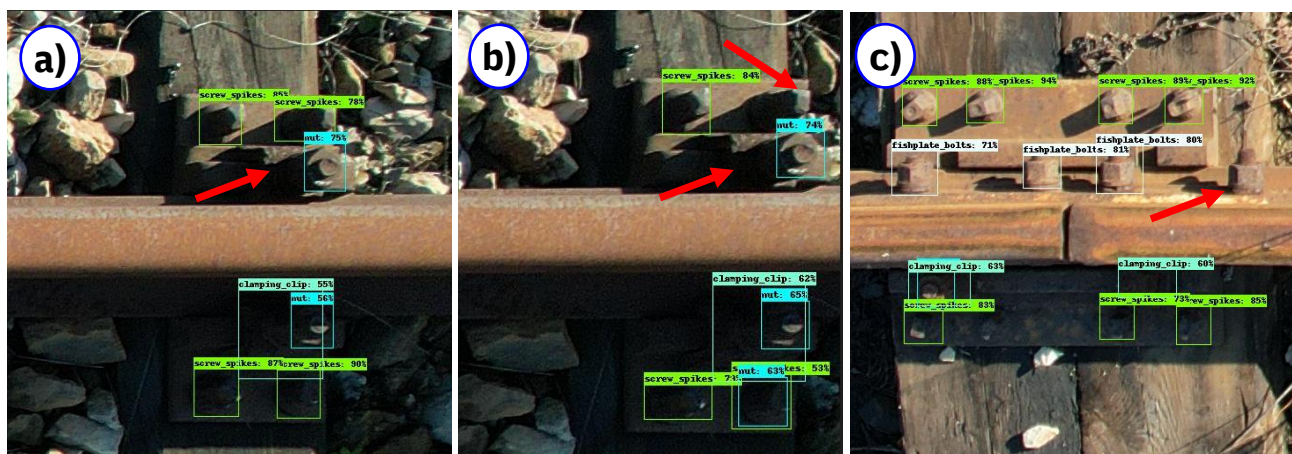 a)
screw_spikes: 85%
screw_spikes: 78%
nut: 75%
clamping_clip: 55%
nut: 56%
screw_spikes: 87%
screw_spikes: 90%
b)
screw_spikes: 84%
nut: 74%
clamping_clip: 62%
nut: 65%
screw_spikes: 73%
nut: 63%
53%
c)
screw_spikes: 88%
spikes: 94%
screw_spikes: 89%
spikes: 92%
fishplate_bolts: 71%
fishplate_bolts: 81%
fishplate_bolts: 80%
clamping_clip: 63%
clamping_clip: 60%
screw_spikes: 83%
screw_spikes: 73%
screw_spikes: 85%